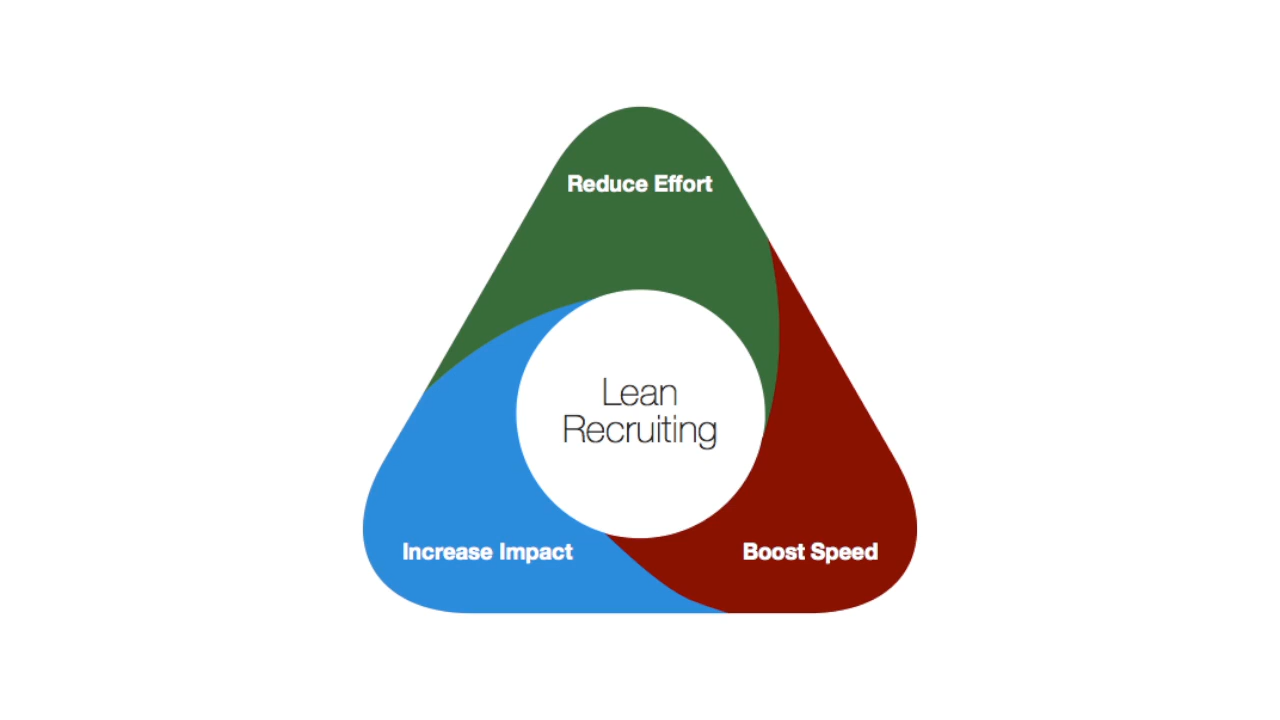 Reduce Effort
Lean
Recruiting
Increase Impact
Boost Speed